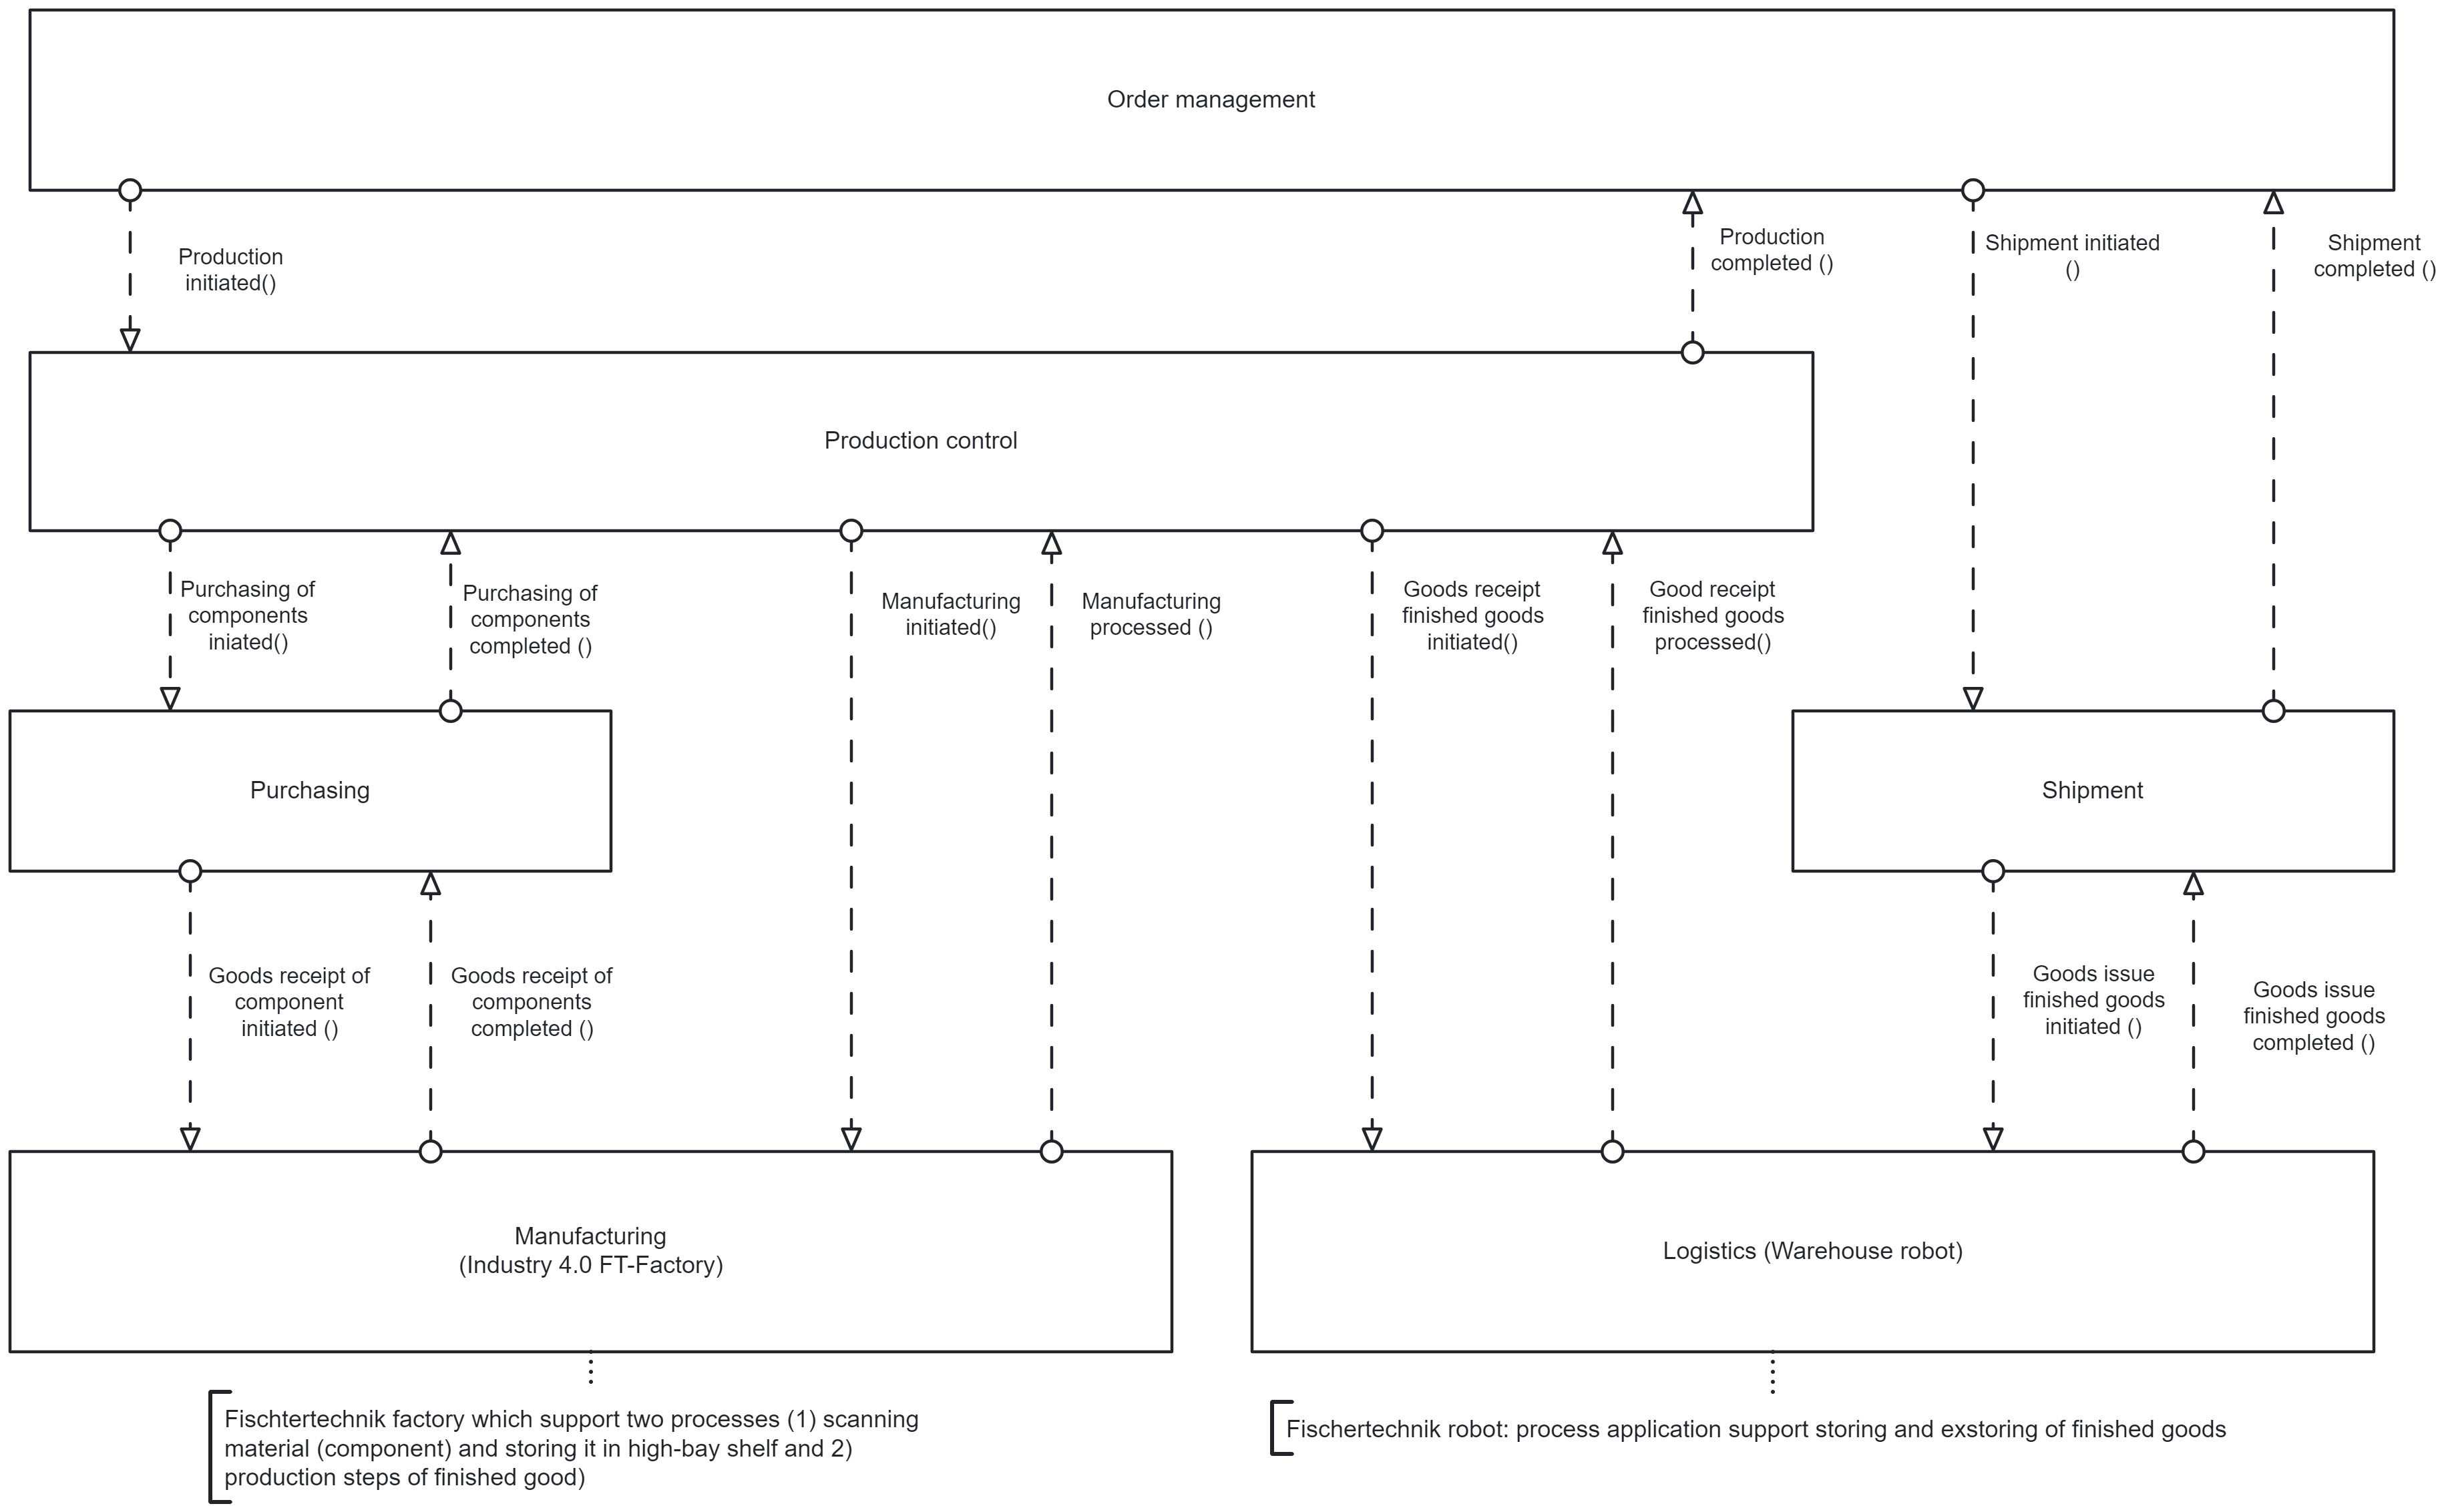 Order management
Production
initiated()
Production
completed ()
Shipment initiated
()
Shipment
completed ()
Production control
Purchasing of
components
iniated()
Purchasing of
components
completed ()
Manufacturing
initiated()
Manufacturing
processed ()
Goods receipt
finished goods
initiated()
Good receipt
finished goods
processed()
Purchasing
Shipment
Goods receipt of
component
initiated ()
Goods receipt of
components
completed ()
Goods issue
finished goods
initiated ()
Goods issue
finished goods
completed ()
Manufacturing
(Industry 4.0 FT-Factory)
Logistics (Warehouse robot)
Fischtertechnik factory which support two processes (1) scanning
material (component) and storing it in high-bay shelf and 2)
production steps of finished good)
Fischertechnik robot: process application support storing and exstoring of finished goods